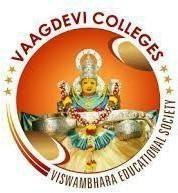 VAAGDEVI COLLEGES
VISWAMBHARA EDUCATIONAL SOCIETY